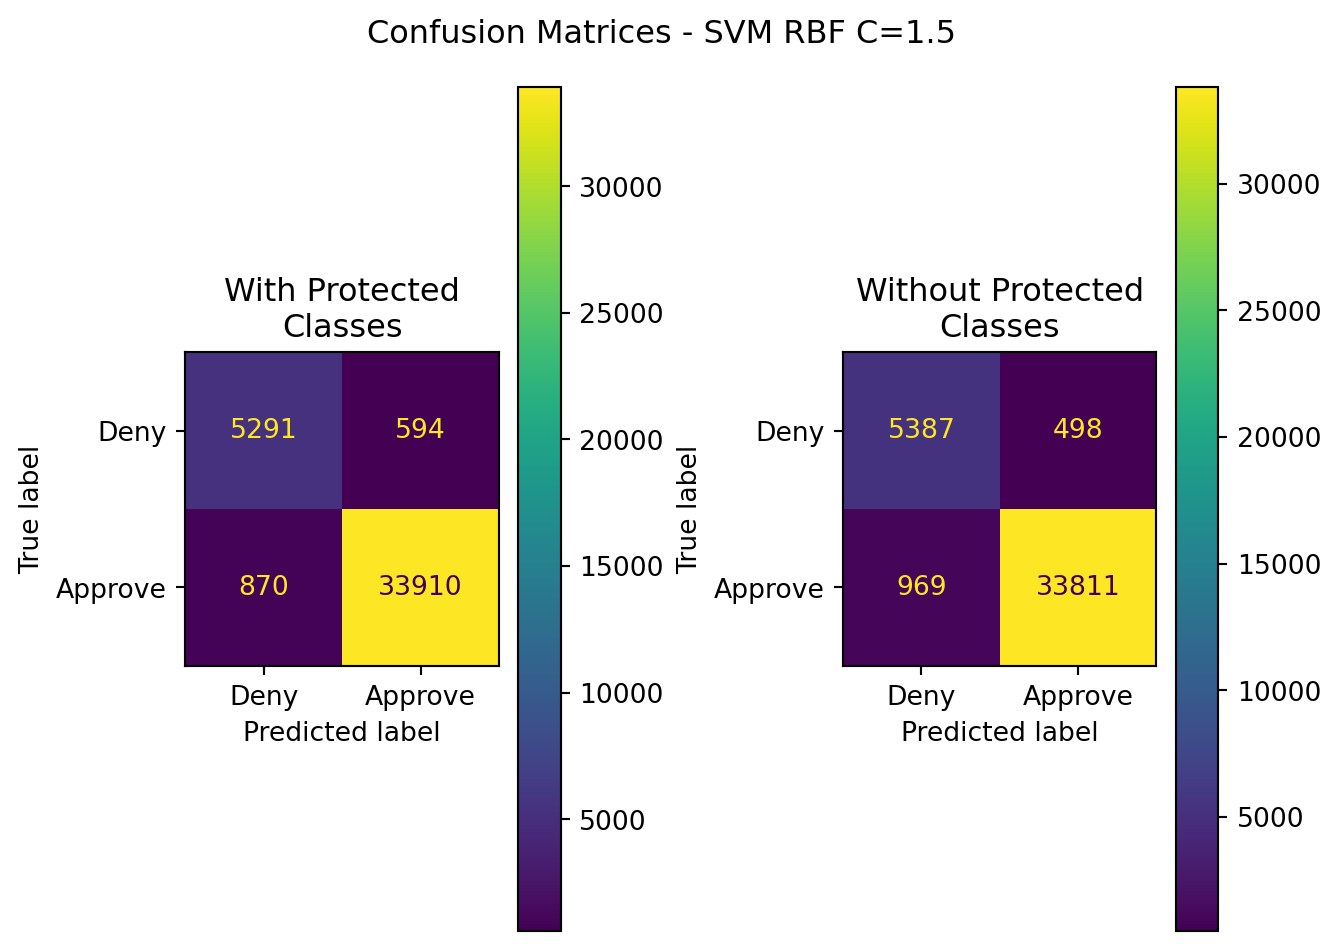 Confusion Matrices - SVM RBF C=1.5
With Protected
Classes
True label
Deny
Approve
5291
594
870
33910
Deny
Approve
Predicted label
30000
25000
20000
15000
10000
5000
Without Protected
Classes
True label
Deny
Approve
5387
498
969
33811
Deny
Approve
Predicted label
30000
25000
20000
15000
10000
5000